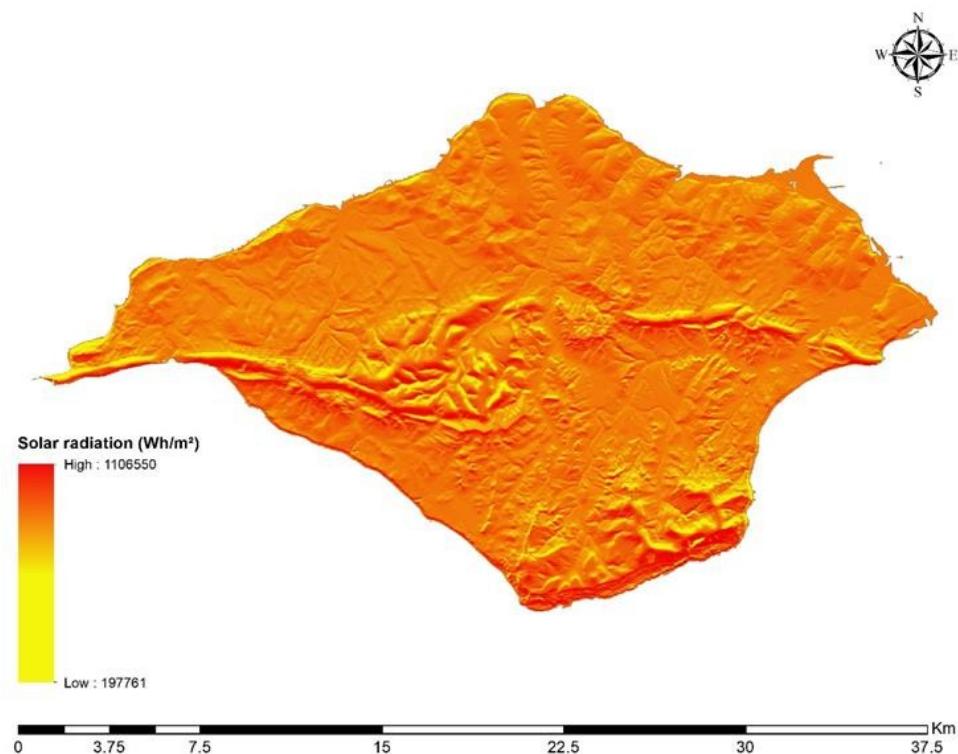 N
W E
S
Solar radiation (Wh/m²)
High : 1106550
Low : 197761
Km
0 3.75 7.5 15 22.5 30 37.5